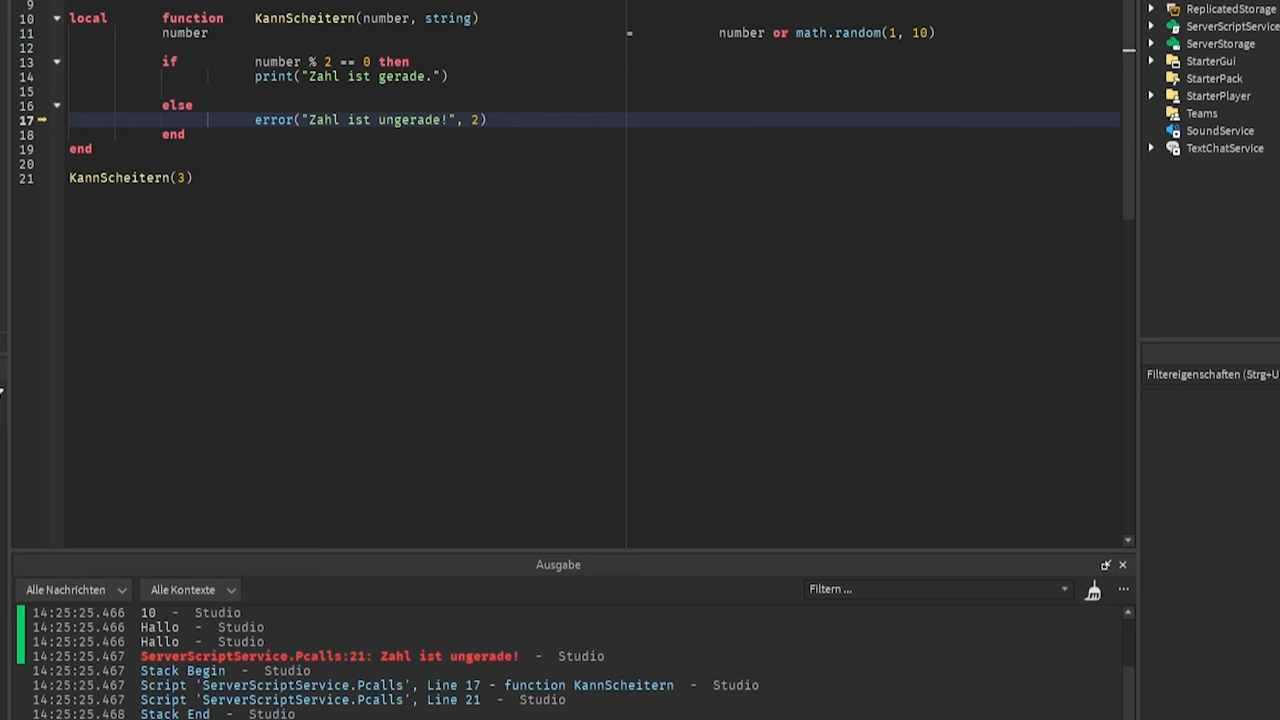 9
10 local function KannScheitern(number, string)
11 number = number or math.random(1, 10)
12
13 if number % 2 == 0 then
14 print("Zahl ist gerade.")
15
16 else
17 error("Zahl ist ungerade!", 2)
18 end
19 end
20
21 KannScheitern(3)
ReplicatedStorage
ServerScriptService
ServerStorage
StarterGui
StarterPack
StarterPlayer
Teams
SoundService
TextChatService
Filtereigenschaften (Strg+U
Ausgabe
Alle Nachrichten Alle Kontexte Filtern ...
14:25:25.466 10 - Studio
14:25:25.466 Hallo - Studio
14:25:25.466 Hallo - Studio
14:25:25.467 ServerScriptService.Pcalls:21: Zahl ist ungerade! - Studio
14:25:25.467 Stack Begin - Studio
14:25:25.467 Script 'ServerScriptService.Pcalls', Line 17 - function KannScheitern - Studio
14:25:25.467 Script 'ServerScriptService.Pcalls', Line 21 - Studio
14:25:25.468 Stack End - Studio